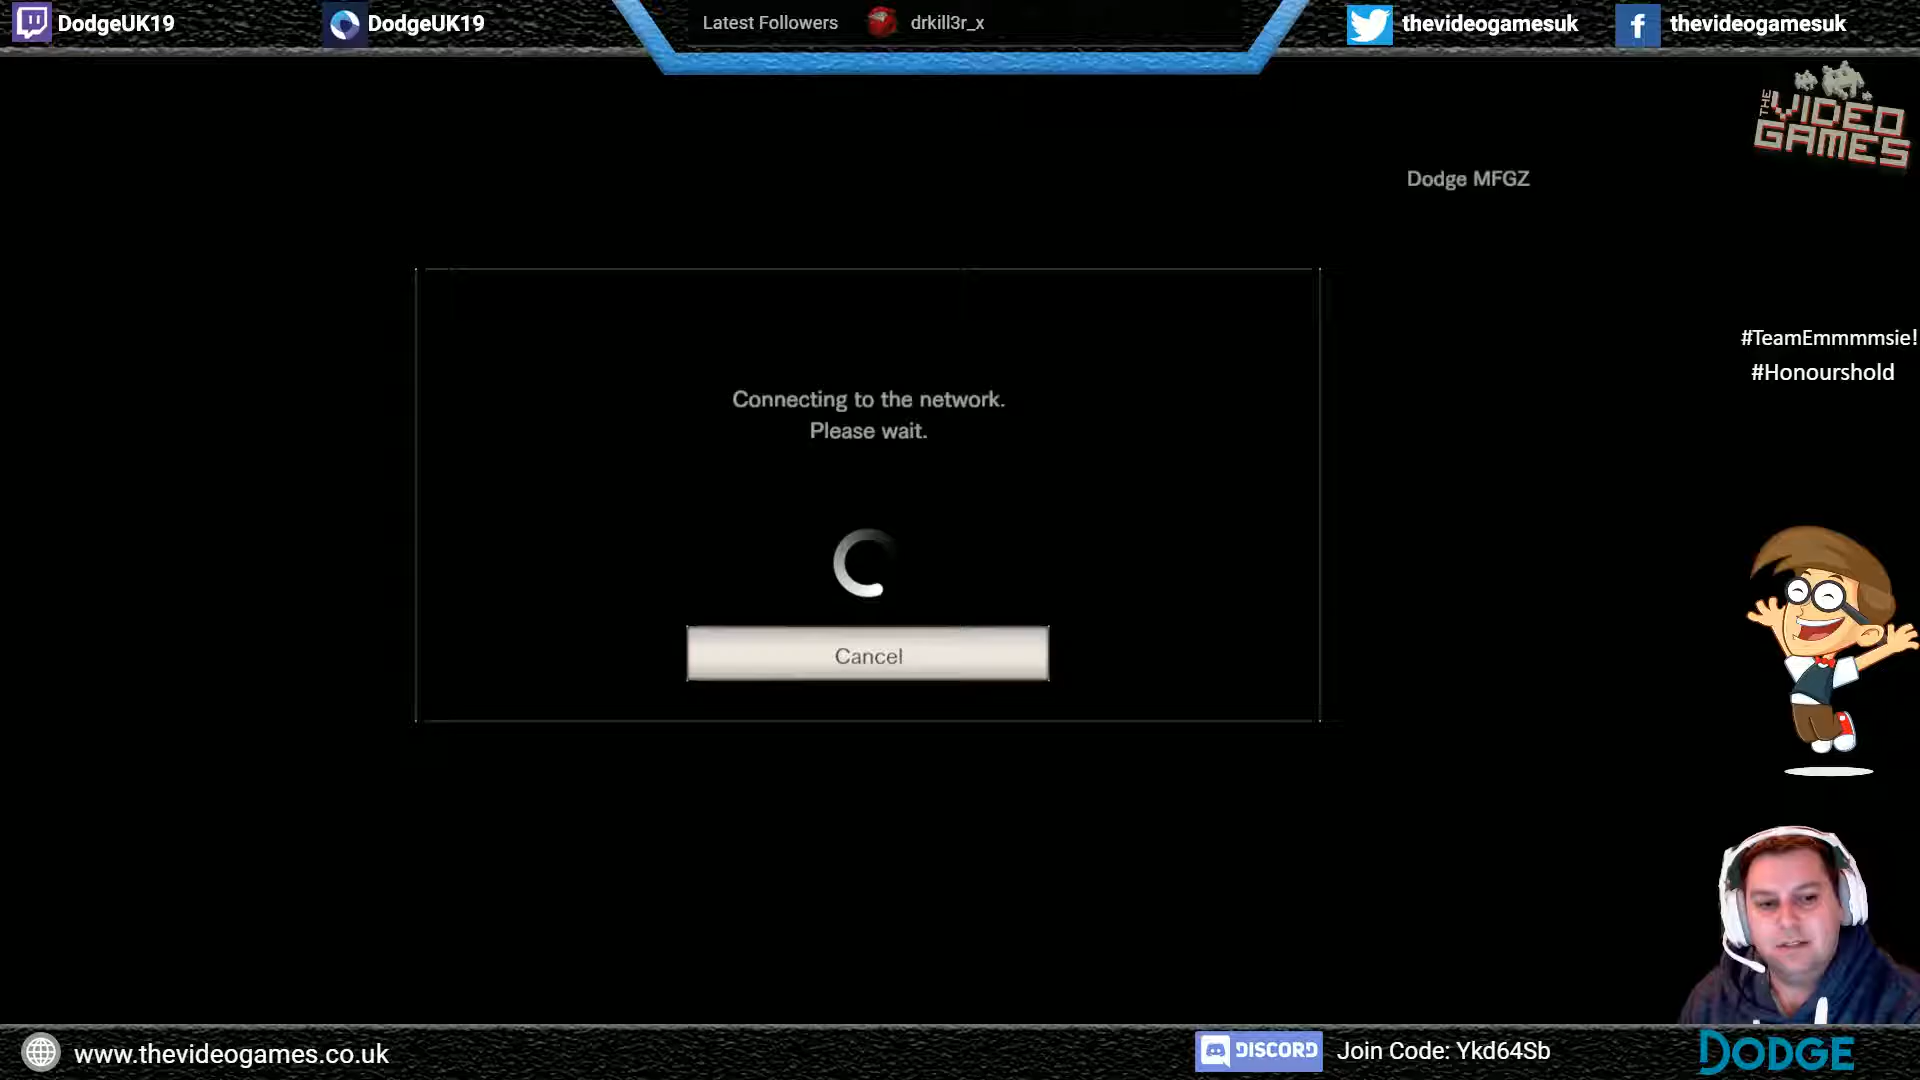 DodgeUK19
DodgeUK19
Latest Followers drkill3r_x
thevideogamesuk
thevideogamesuk
THE
VIDEO
GAMES
Dodge MFGZ
#TeamEmmmmsie!
#Honourshold
Connecting to the network.
Please wait.
Cancel
www.thevideogames.co.uk
DISCORD
Join Code: Ykd64Sb
DODGE